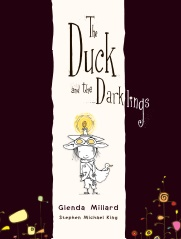 The
Duck
and the Darklings
Glenda Millard
Stephen Michael King